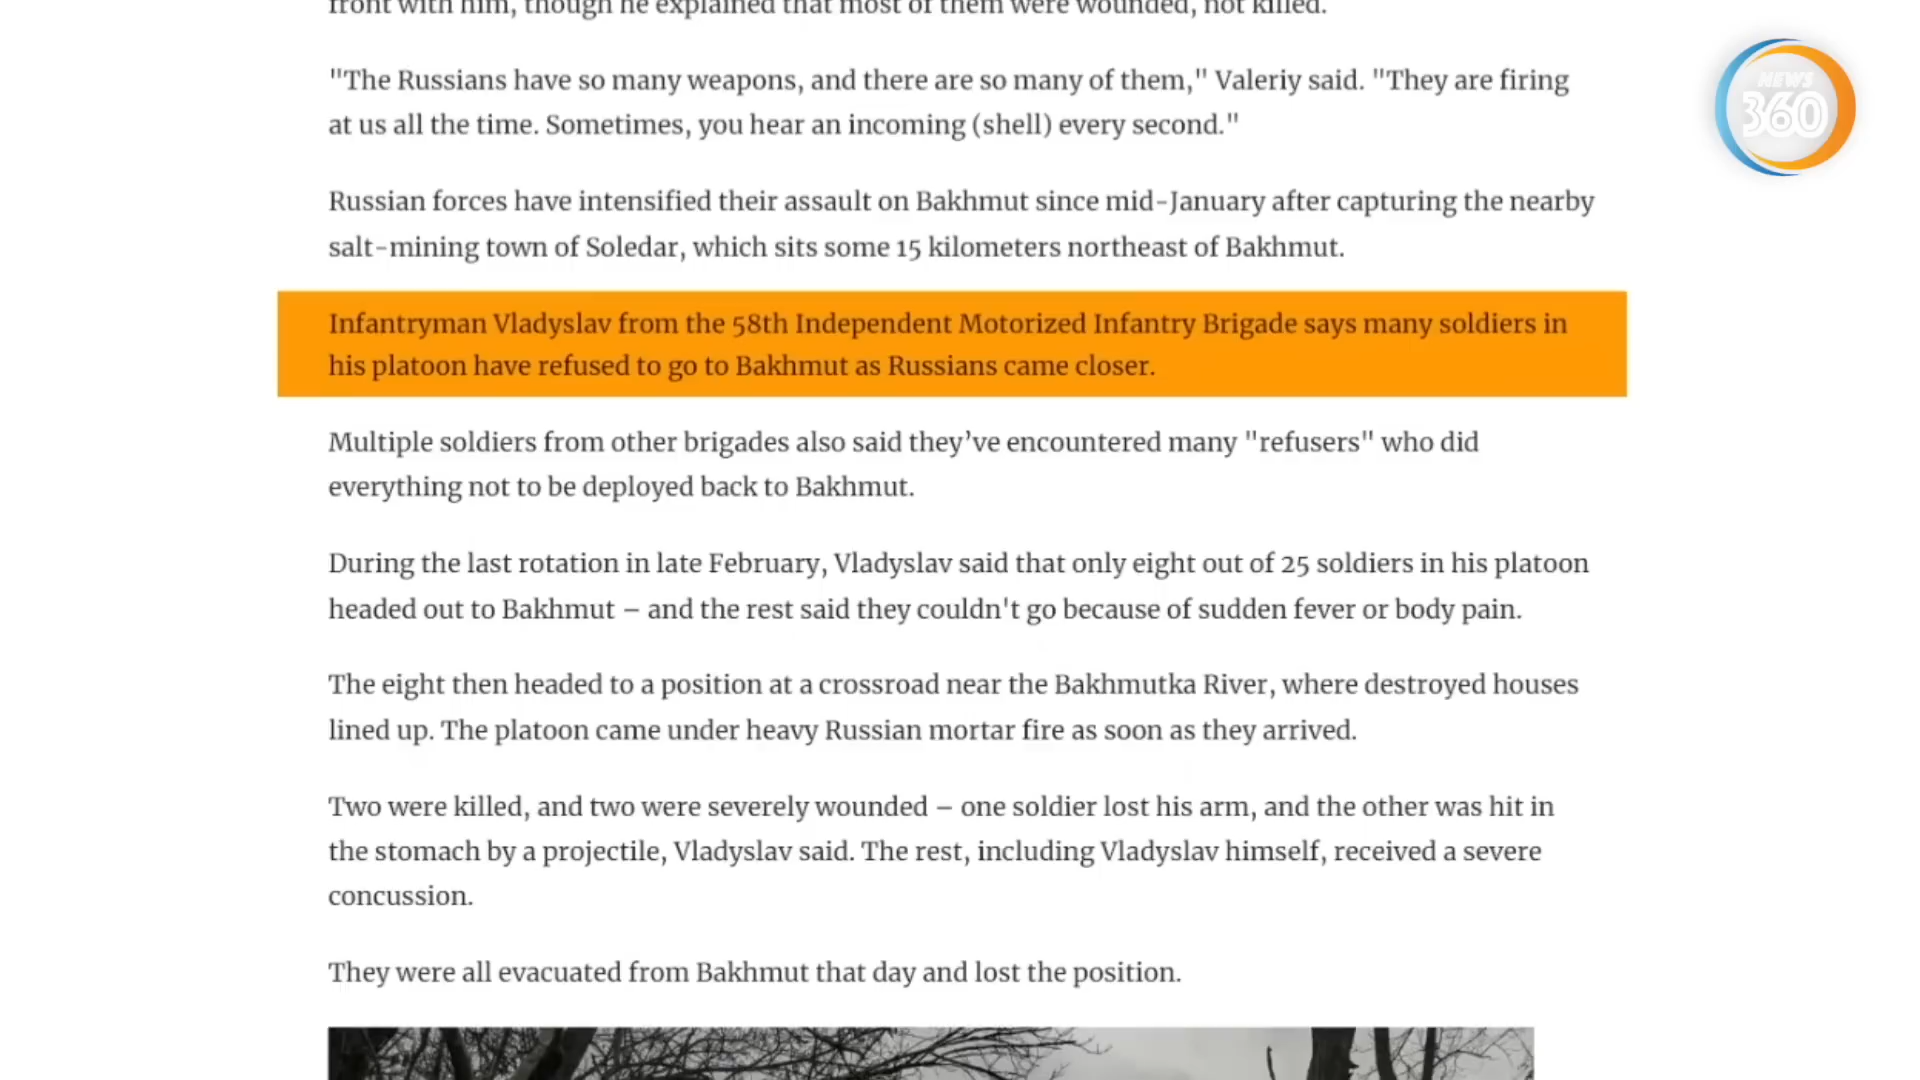 front with him, though he explained that most of them were wounded, not killed.
"The Russians have so many weapons, and there are so many of them," Valeriy said. "They are firing
at us all the time. Sometimes, you hear an incoming (shell) every second."
Russian forces have intensified their assault on Bakhmut since mid-January after capturing the nearby
salt-mining town of Soledar, which sits some 15 kilometers northeast of Bakhmut.
Infantryman Vladyslav from the 58th Independent Motorized Infantry Brigade says many soldiers in
his platoon have refused to go to Bakhmut as Russians came closer.
Multiple soldiers from other brigades also said they’ve encountered many "refusers" who did
everything not to be deployed back to Bakhmut.
During the last rotation in late February, Vladyslav said that only eight out of 25 soldiers in his platoon
headed out to Bakhmut – and the rest said they couldn't go because of sudden fever or body pain.
The eight then headed to a position at a crossroad near the Bakhmutka River, where destroyed houses
lined up. The platoon came under heavy Russian mortar fire as soon as they arrived.
Two were killed, and two were severely wounded – one soldier lost his arm, and the other was hit in
the stomach by a projectile, Vladyslav said. The rest, including Vladyslav himself, received a severe
concussion.
They were all evacuated from Bakhmut that day and lost the position.
NEWS
360